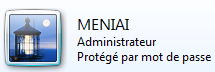 MENIAI
Administrateur
Protégé par mot de passe